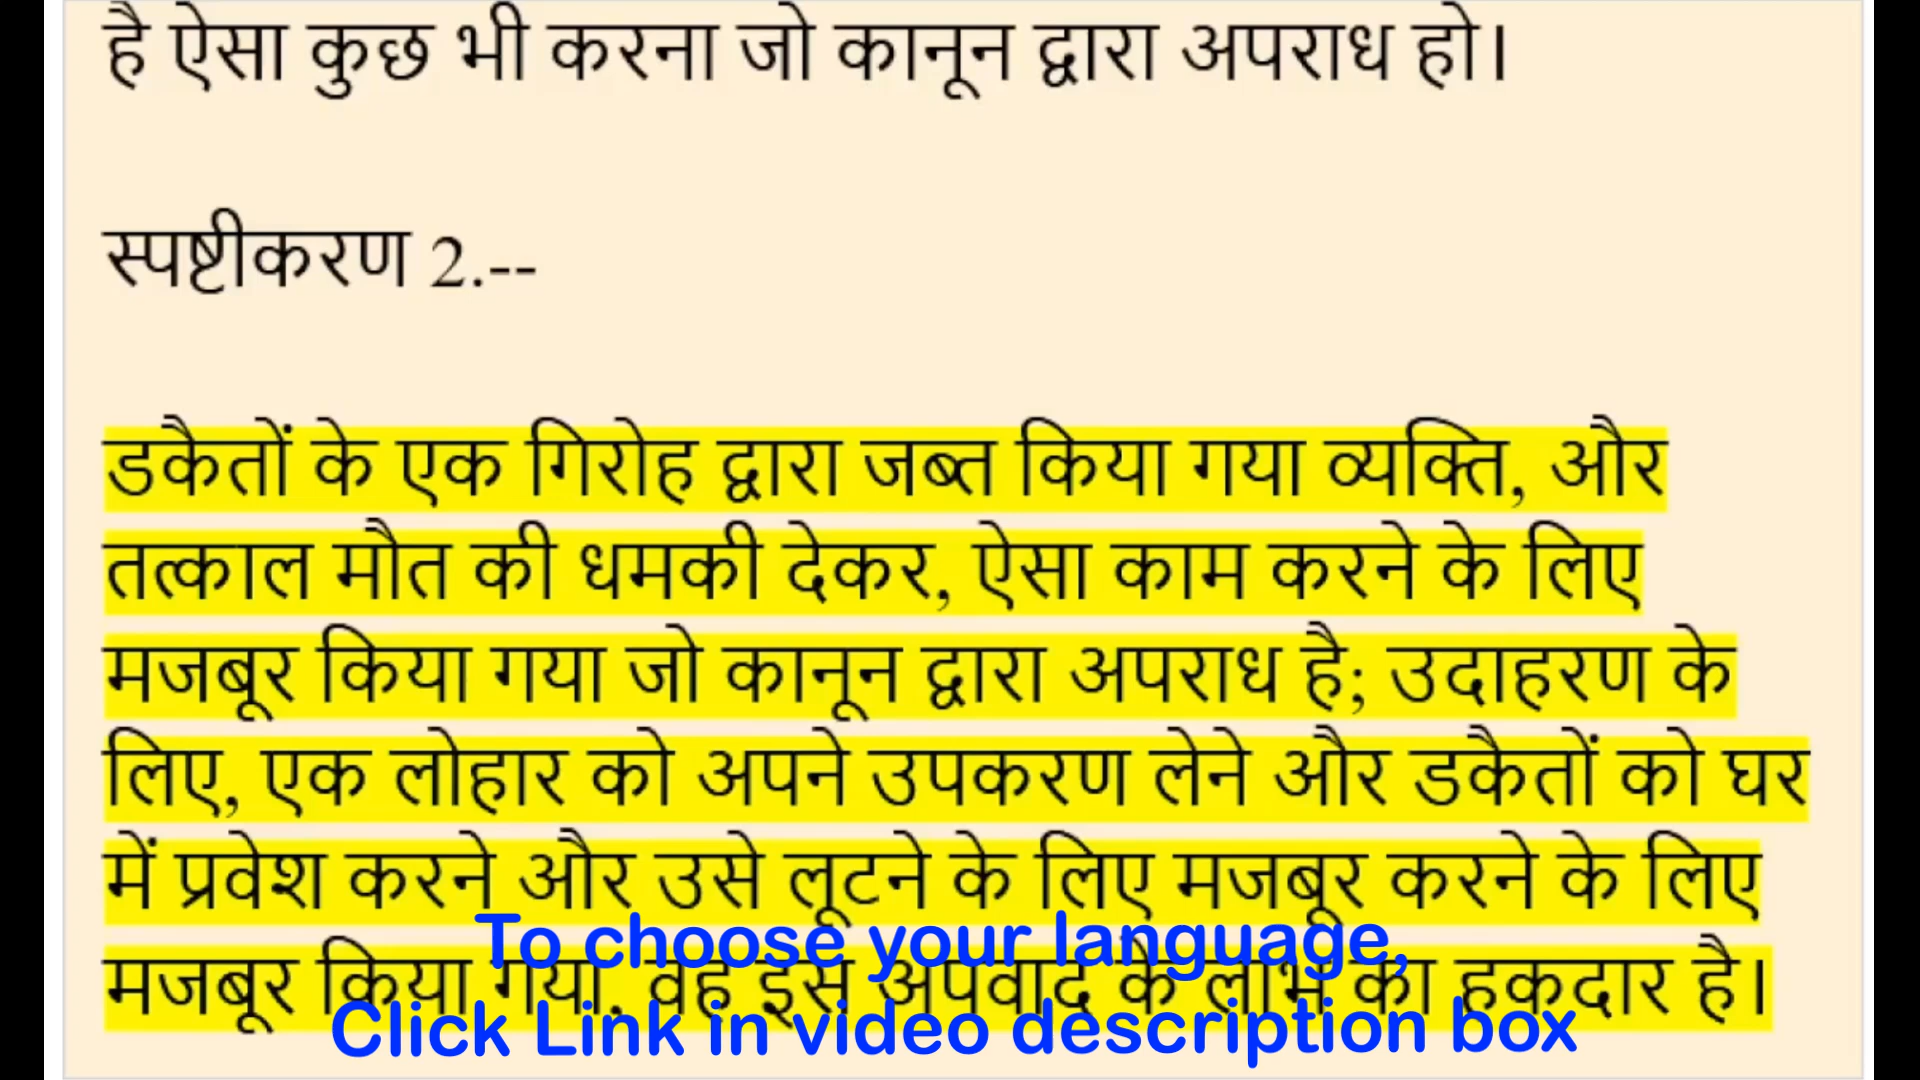 है ऐसा कुछ भी करना जो कानून द्वारा अपराध हो।
स्पष्टीकरण 2.--
डकैतों के एक गिरोह द्वारा जब्त किया गया व्यक्ति, और
तत्काल मौत की धमकी देकर, ऐसा काम करने के लिए
मजबूर किया गया जो कानून द्वारा अपराध है; उदाहरण के
लिए, एक लोहार को अपने उपकरण लेने और डकैतों को घर
में प्रवेश करने और उसे लूटने के लिए मजबूर करने के लिए
मजबूर किया गया, वह इस अपवाद के लाभ का हकदार है।
To choose your language,
Click Link in video description box